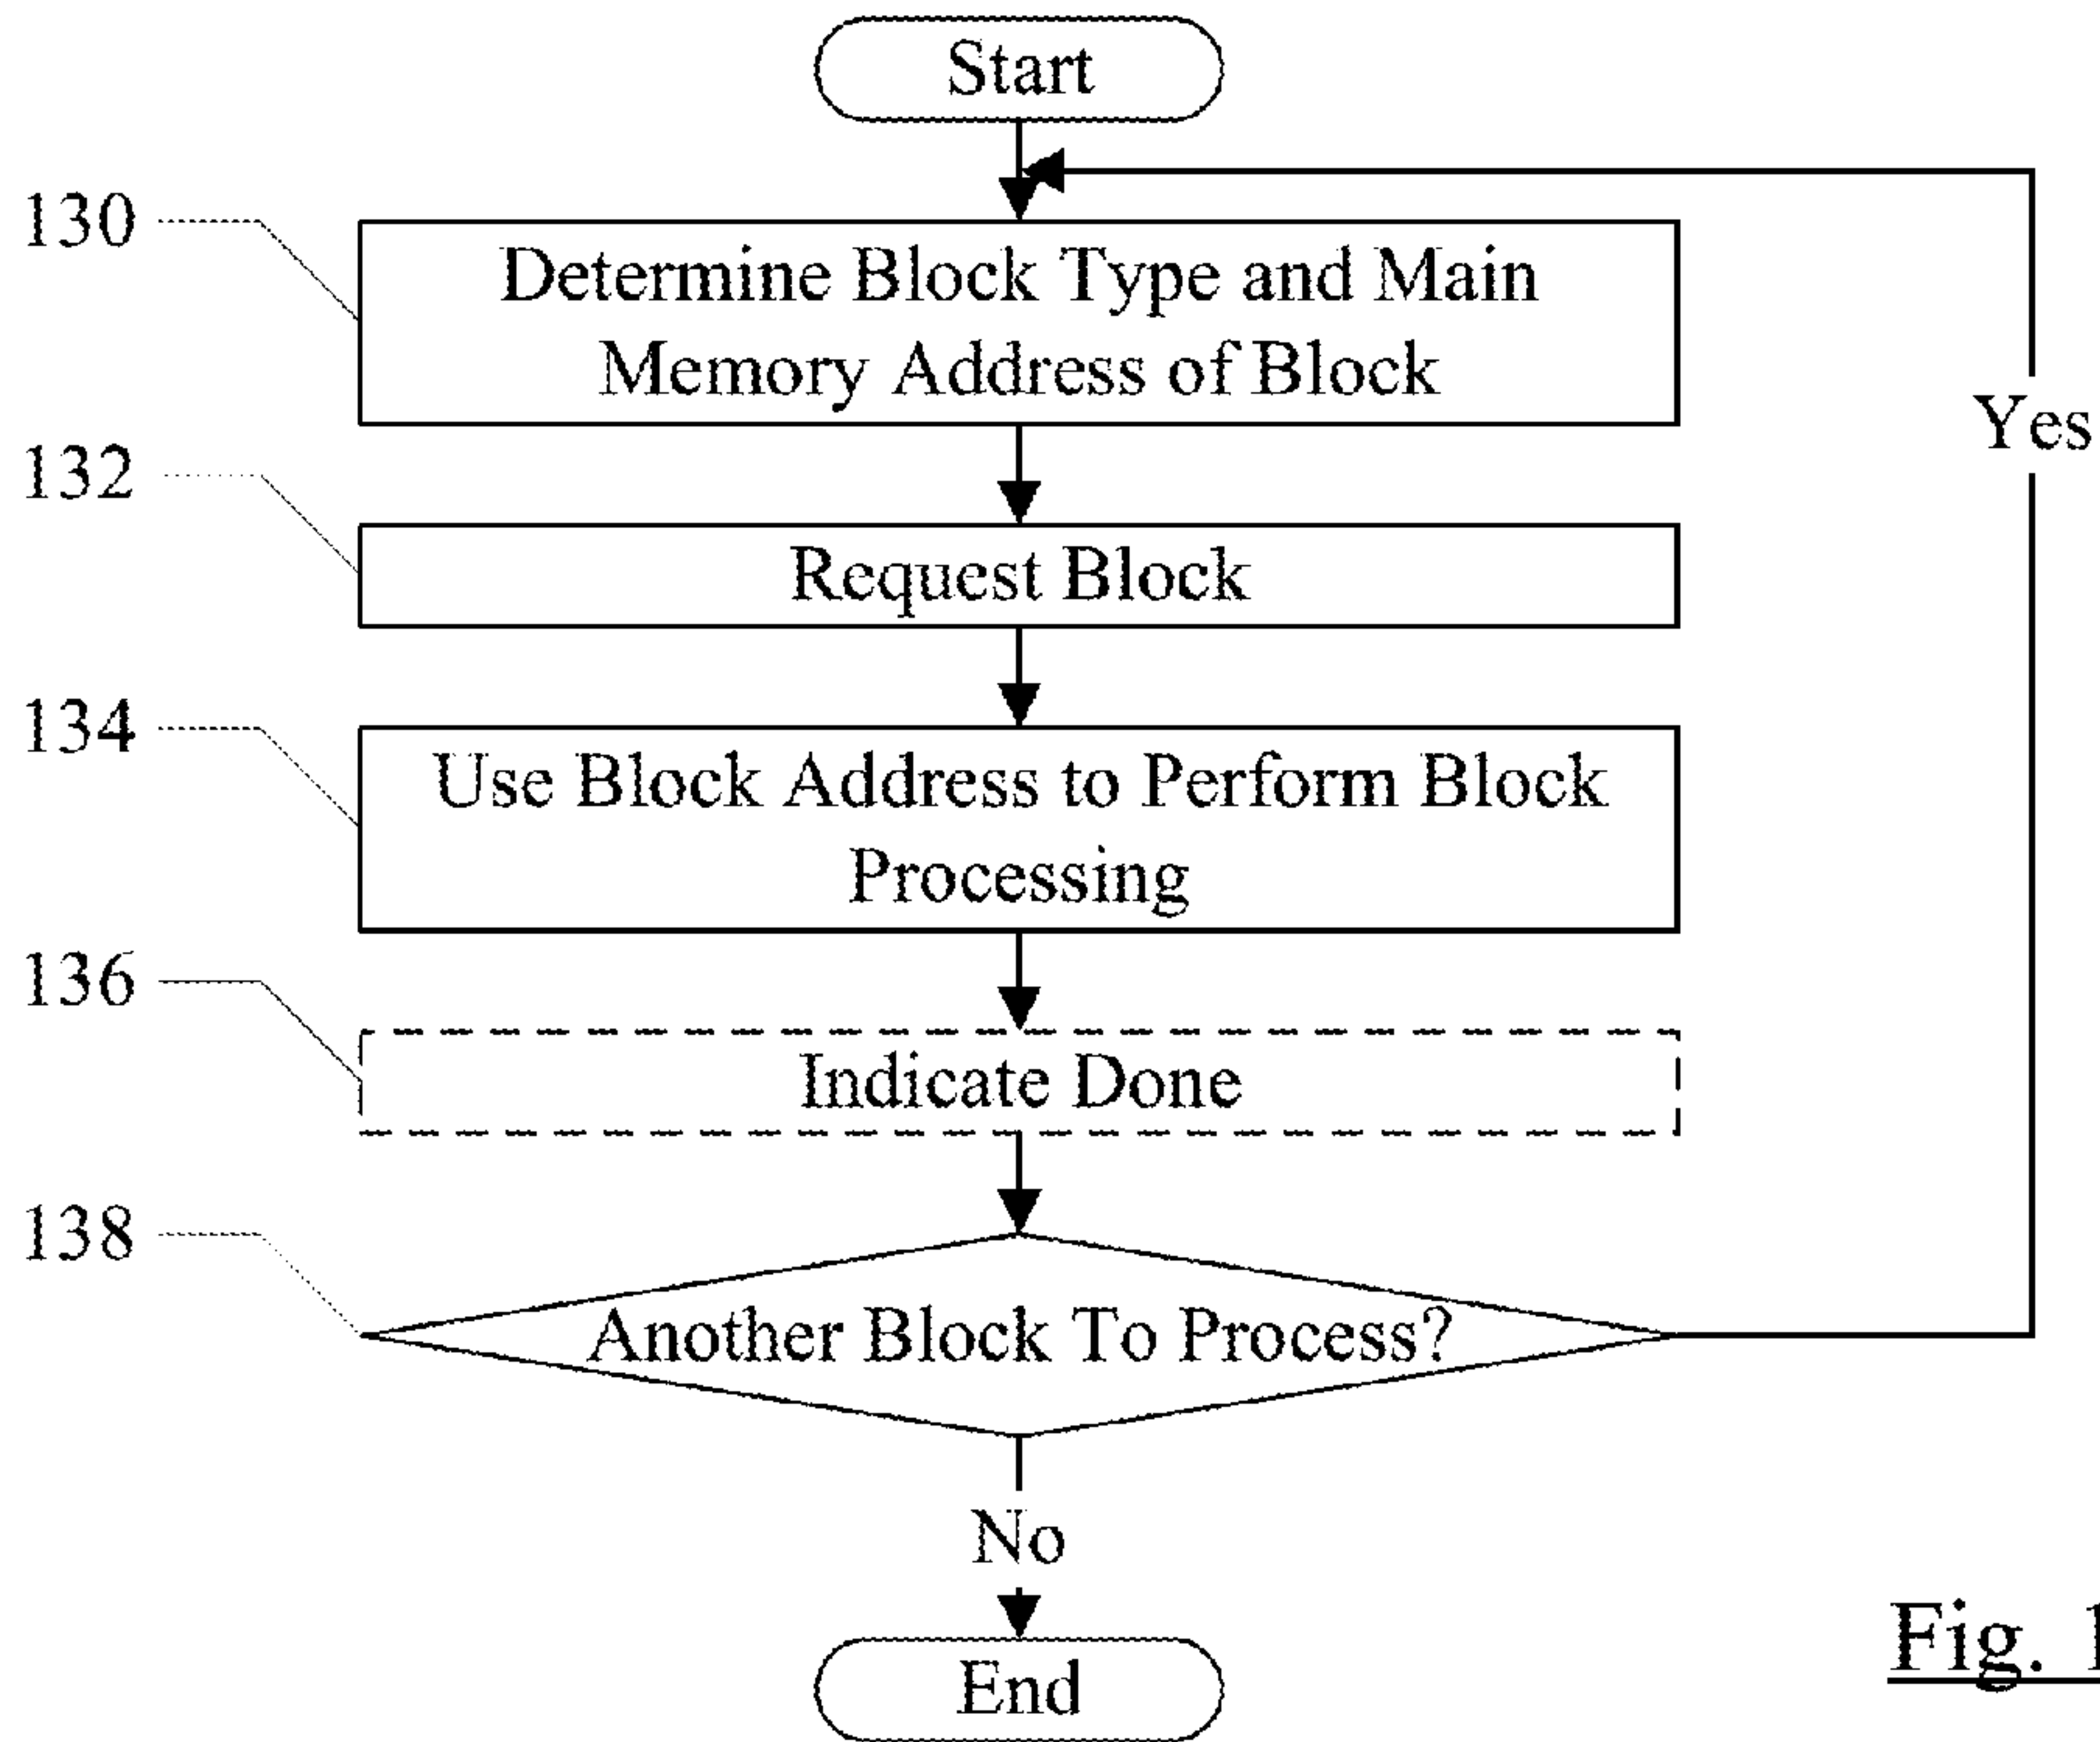 Start
130
Determine Block Type and Main
Memory Address of Block
Yes
132
Request Block
134
Use Block Address to Perform Block
Processing
136
Indicate Done
138
Another Block To Process?
No
End
Fig.